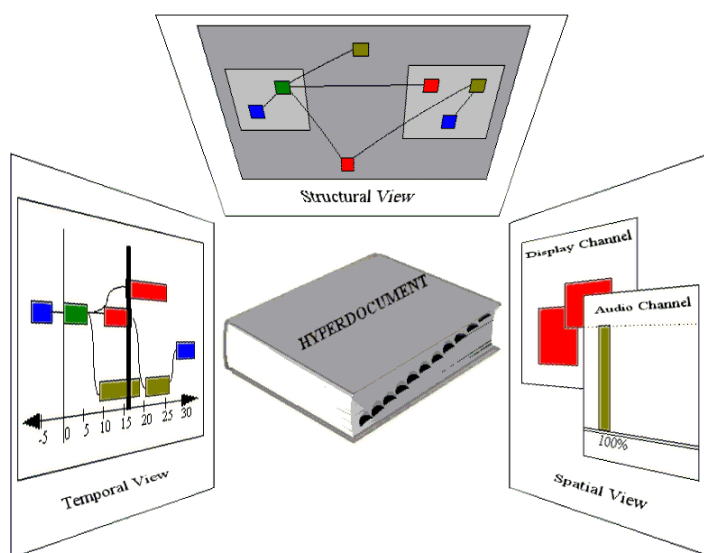 Structural View
HYPERDOCUMENT
-5 0 5 10 15 20 25 30
Temporal View
Display Channel
Audio Channel
100%
Spatial View